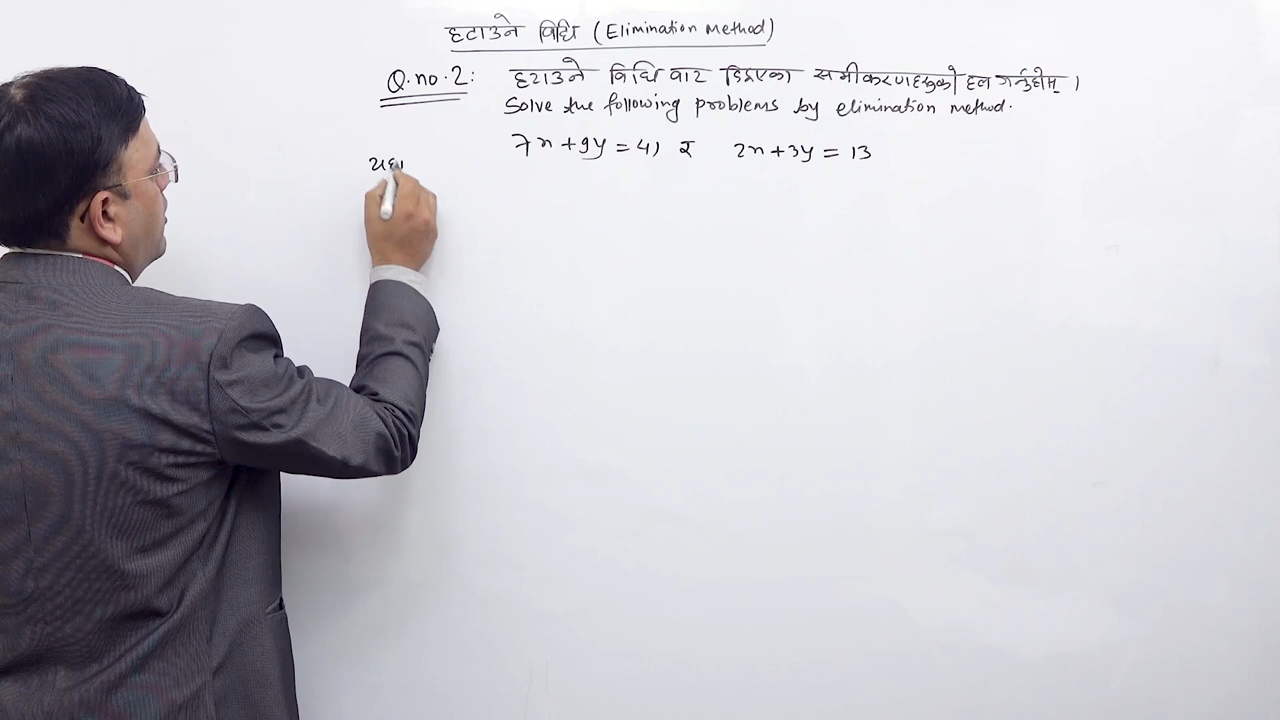 हटाउने विधि (Elimination Method)
Q.no.2: हटाउने विधि बाट दिइएका समीकरणहरुको हल गर्नुहोस् ।
Solve the following problems by elimination method.
7x + 9y = 41 र 2x + 3y = 13
यहा